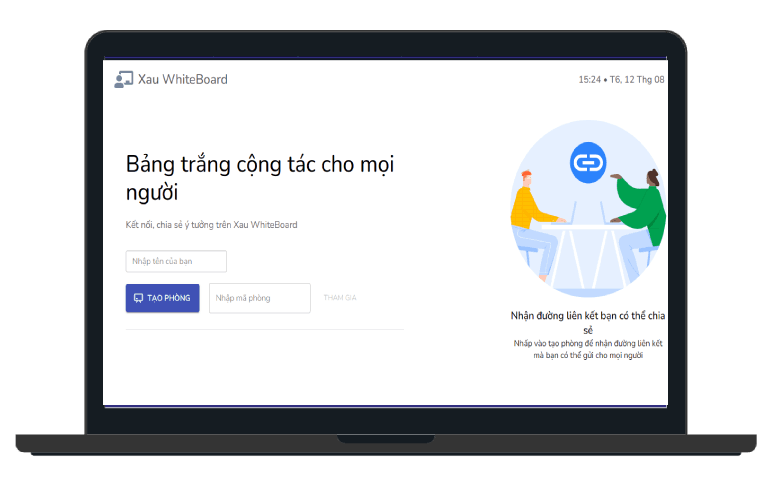 Xau WhiteBoard
15:24 • T6, 12 Thg 08
Bảng trắng cộng tác cho mọi
người
Kết nối, chia sẻ ý tưởng trên Xau WhiteBoard
Nhập tên của bạn
TẠO PHÒNG
Nhập mã phòng
THAM GIA
Nhận đường liên kết bạn có thể chia
sẻ
Nhấp vào tạo phòng để nhận đường liên kết
mà bạn có thể gửi cho mọi người